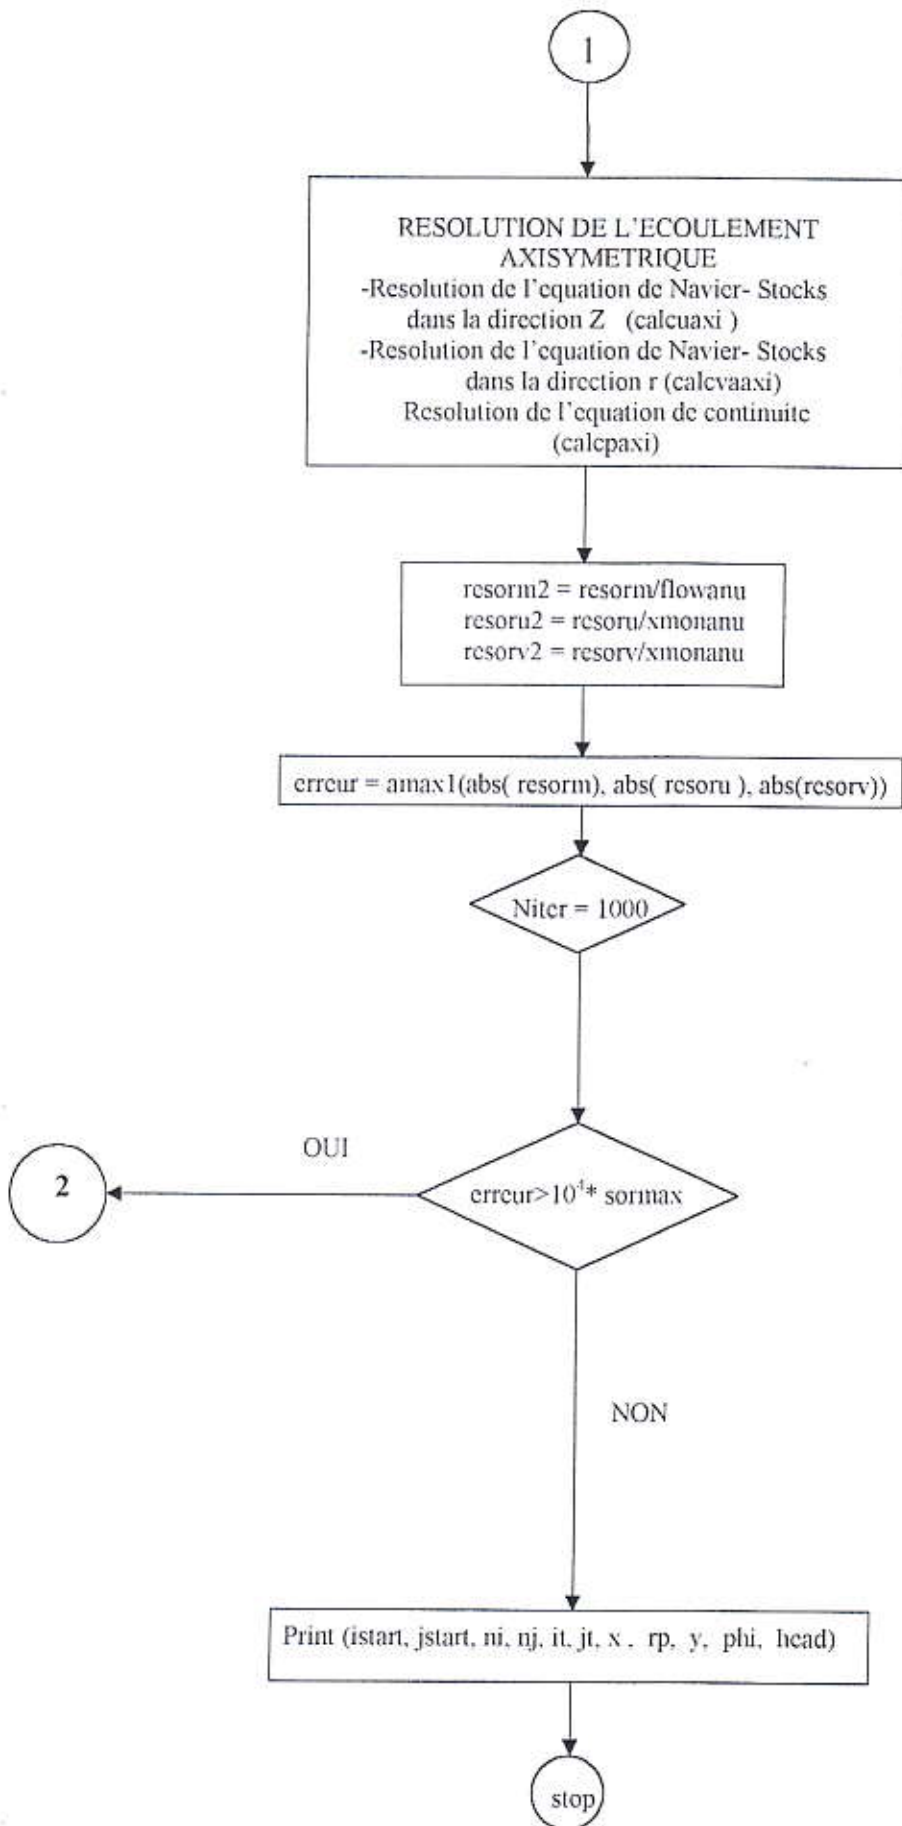 1
RESOLUTION DE L'ECOULEMENT
AXISYMETRIQUE
-Resolution de l'equation de Navier- Stocks
dans la direction Z (calcuaxi )
-Resolution de l'equation de Navier- Stocks
dans la direction r (calcvaaxi)
Resolution de l'equation de continuite
(calcpaxi)
resorm2 = resorm/flowanu
resoru2 = resoru/xmonanu
resorv2 = resorv/xmonanu
erreur = amax1(abs( resorm), abs( resoru ), abs(resorv))
Niter = 1000
OUI
2
erreur>10⁴* sormax
NON
Print (istart, jstart, ni, nj, it, jt, x , rp, y, phi, head)
stop